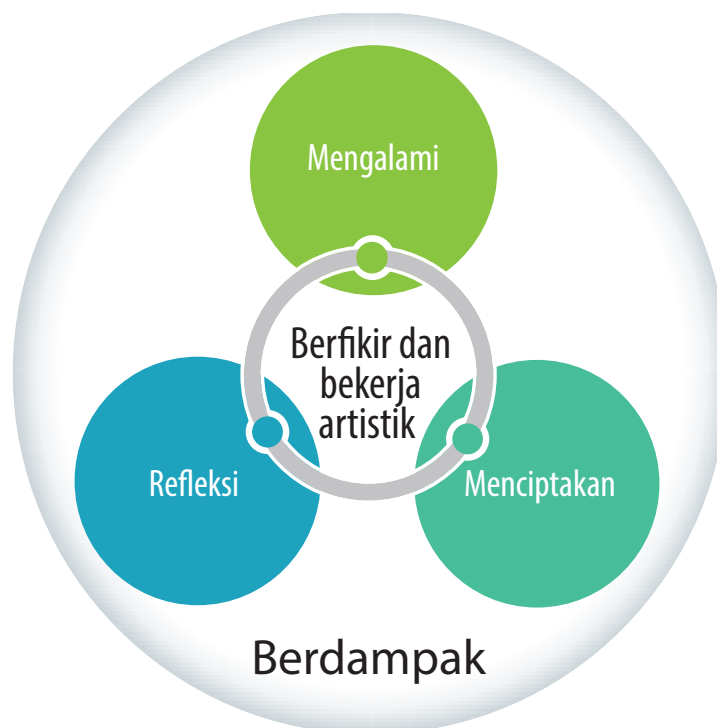 Mengalami
Berfikir dan
bekerja
artistik
Refleksi
Menciptakan
Berdampak